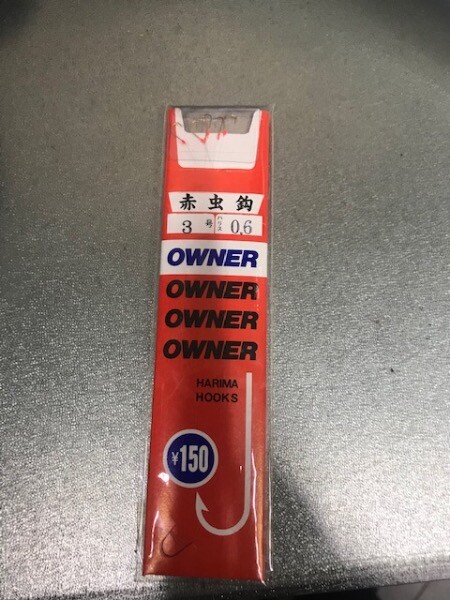 赤虫鈎
3号 ハリス 0.6
OWNER
OWNER
OWNER
OWNER
HARIMA
HOOKS
¥150